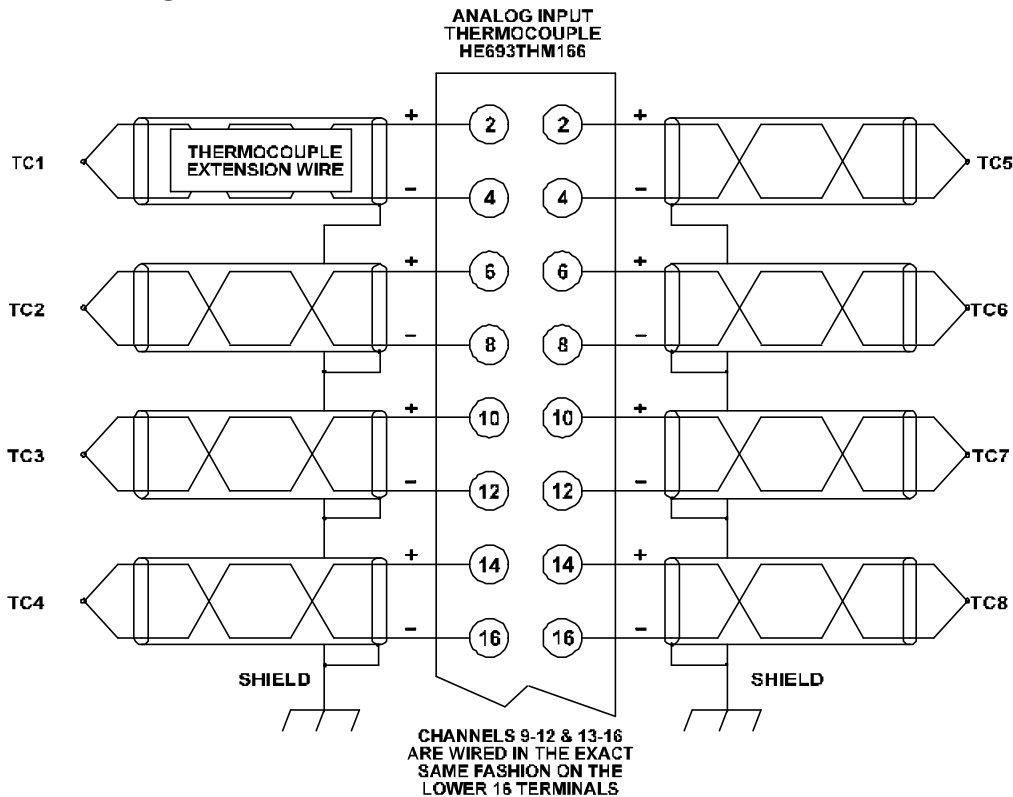 ANALOG INPUT
THERMOCOUPLE
HE693THM166
+ 2 2 +
TC1 THERMOCOUPLE
EXTENSION WIRE TC5
− 4 4 −
+ 6 6 +
TC2 TC6
− 8 8 −
+ 10 10 +
TC3 TC7
− 12 12 −
+ 14 14 +
TC4 TC8
− 16 16 −
SHIELD SHIELD
CHANNELS 9-12 & 13-16
ARE WIRED IN THE EXACT
SAME FASHION ON THE
LOWER 16 TERMINALS